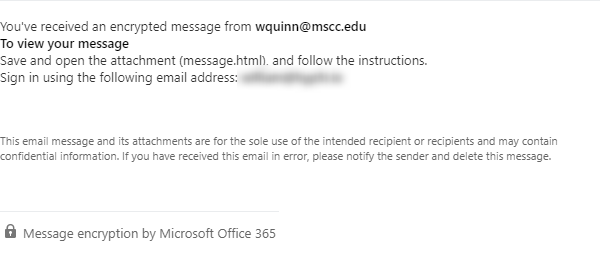 You've received an encrypted message from wquinn@mscc.edu
To view your message
Save and open the attachment (message.html), and follow the instructions.
Sign in using the following email address:
This email message and its attachments are for the sole use of the intended recipient or recipients and may contain
confidential information. If you have received this email in error, please notify the sender and delete this message.
Message encryption by Microsoft Office 365